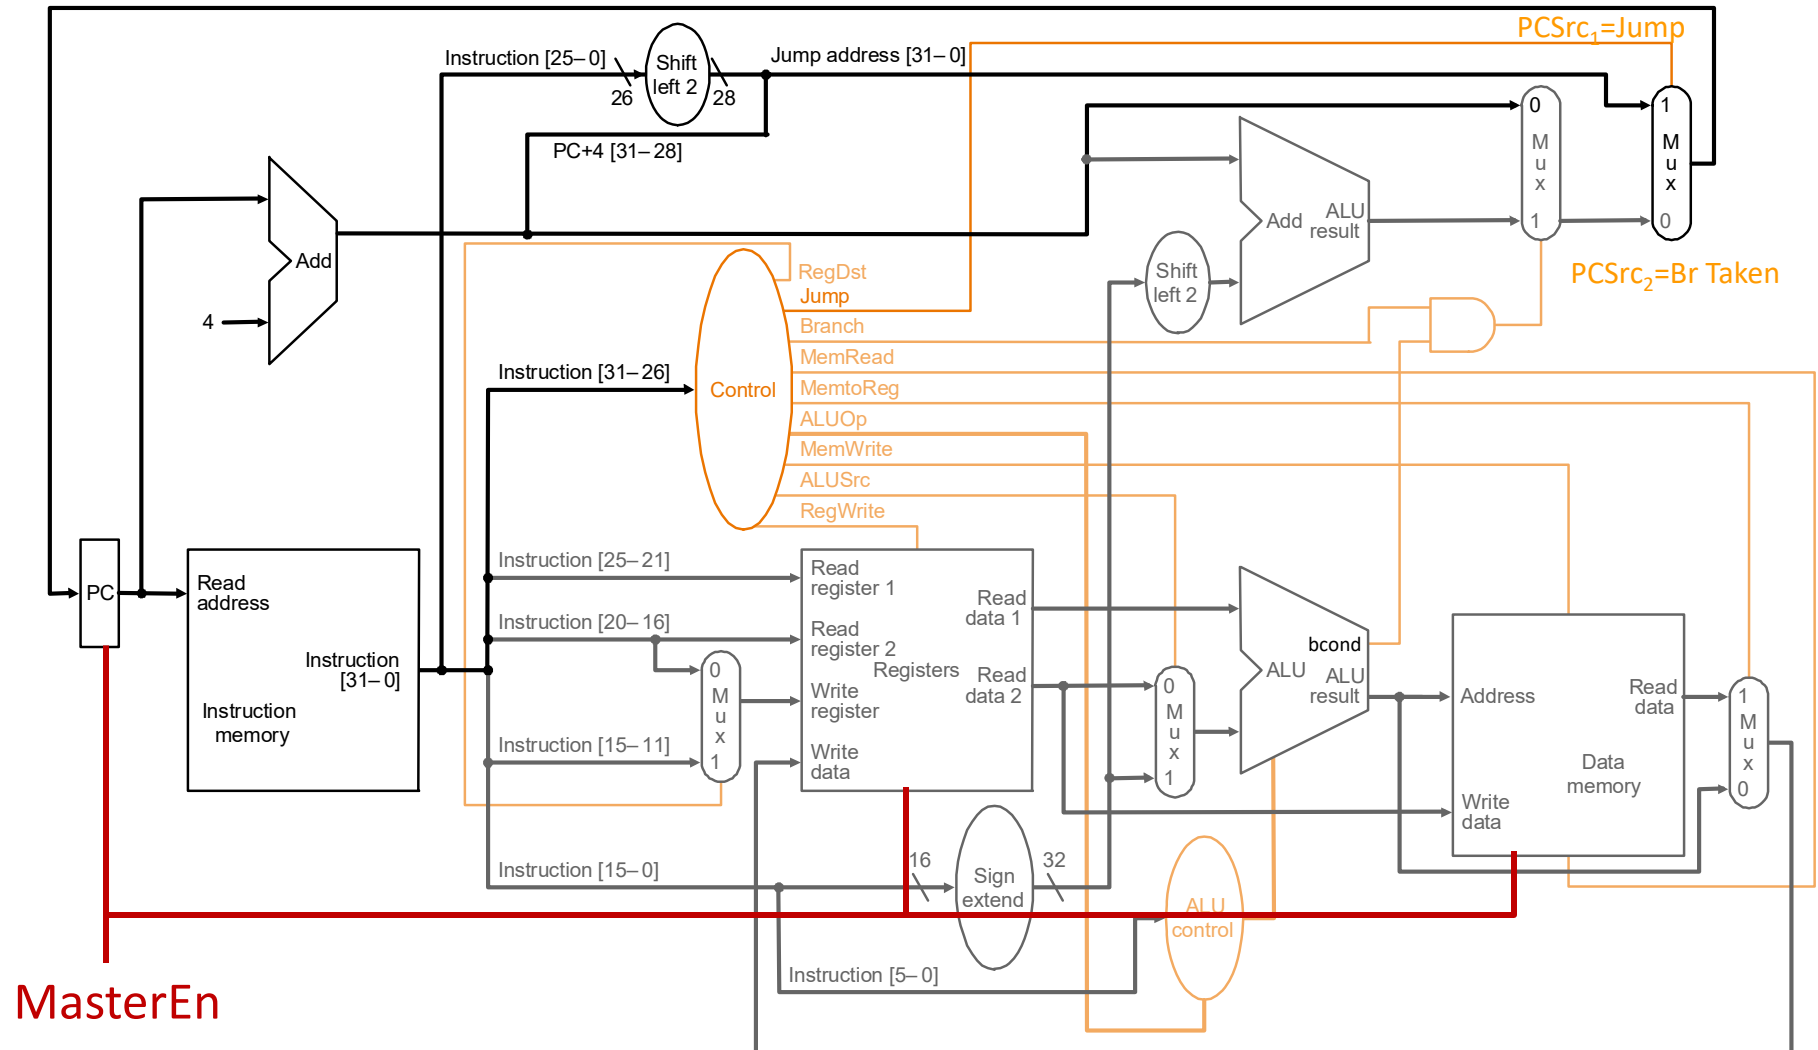 PCSrc1=Jump
Instruction [25–0]
Shift
left 2
Jump address [31–0]
26
28
PC+4 [31–28]
0
M
u
x
1
1
M
u
x
0
Add
ALU
result
Add
4
Shift
left 2
PCSrc2=Br Taken
RegDst
Jump
Branch
MemRead
MemtoReg
ALUOp
MemWrite
ALUSrc
RegWrite
Instruction [31–26]
Control
PC
Read
address
Instruction
[31–0]
Instruction
memory
Instruction [25–21]
Instruction [20–16]
Instruction [15–11]
0
M
u
x
1
Read
register 1
Read
register 2
Registers
Write
register
Write
data
Read
data 1
Read
data 2
0
M
u
x
1
bcond
ALU
ALU
result
Address
Read
data
Data
memory
Write
data
1
M
u
x
0
Instruction [15–0]
16
Sign
extend
32
ALU
control
Instruction [5–0]
MasterEn